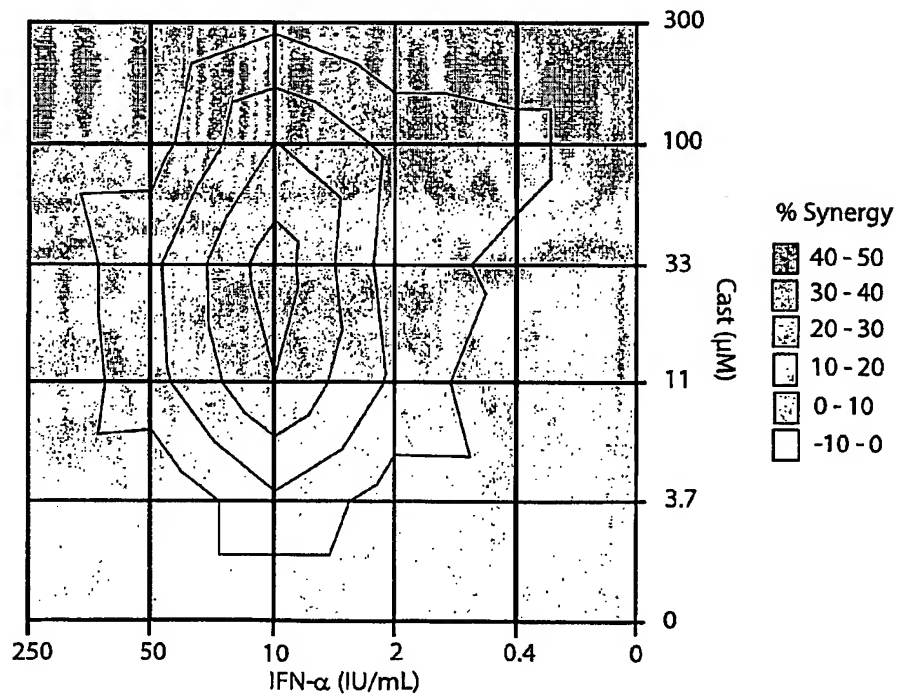 300
100
33
11
3.7
0
Cast (µM)
250 50 10 2 0.4 0
IFN-α (IU/mL)
% Synergy
40 - 50
30 - 40
20 - 30
10 - 20
0 - 10
-10 - 0